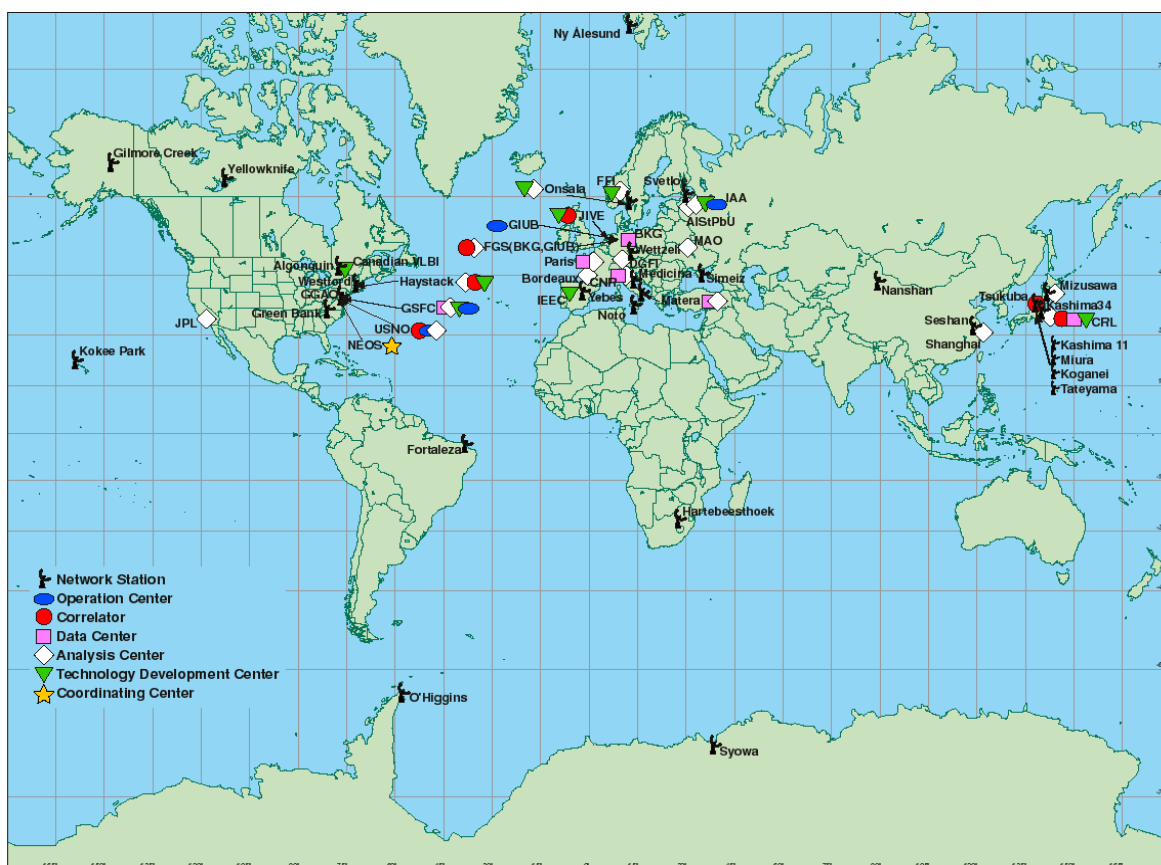 Ny Ålesund
Gilmore Creek
Yellowknife
Onsala
FFI
Svetloe
IAA
AIStPbU
GIUB
JIVE
BKG
FGS(BKG,GIUB)
Wettzell
MAO
Paris
DGFI
Algonquin
Canadian VLBI
Westford
Haystack
Bordeaux
CNR
Medicina
Simeiz
GGAO
GSFC
IEEC
Yebes
Noto
Matera
Green Bank
JPL
USNO
NEOS
Kokee Park
Nanshan
Mizusawa
Tsukuba
Kashima34
Seshan
CRL
Shanghai
Kashima 11
Miura
Koganei
Tateyama
Fortaleza
Hartebeesthoek
Network Station
Operation Center
Correlator
Data Center
Analysis Center
Technology Development Center
Coordinating Center
O'Higgins
Syowa